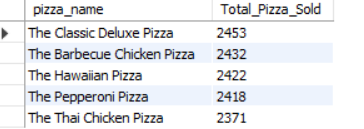 pizza_name Total_Pizza_Sold
The Classic Deluxe Pizza 2453
The Barbecue Chicken Pizza 2432
The Hawaiian Pizza 2422
The Pepperoni Pizza 2418
The Thai Chicken Pizza 2371